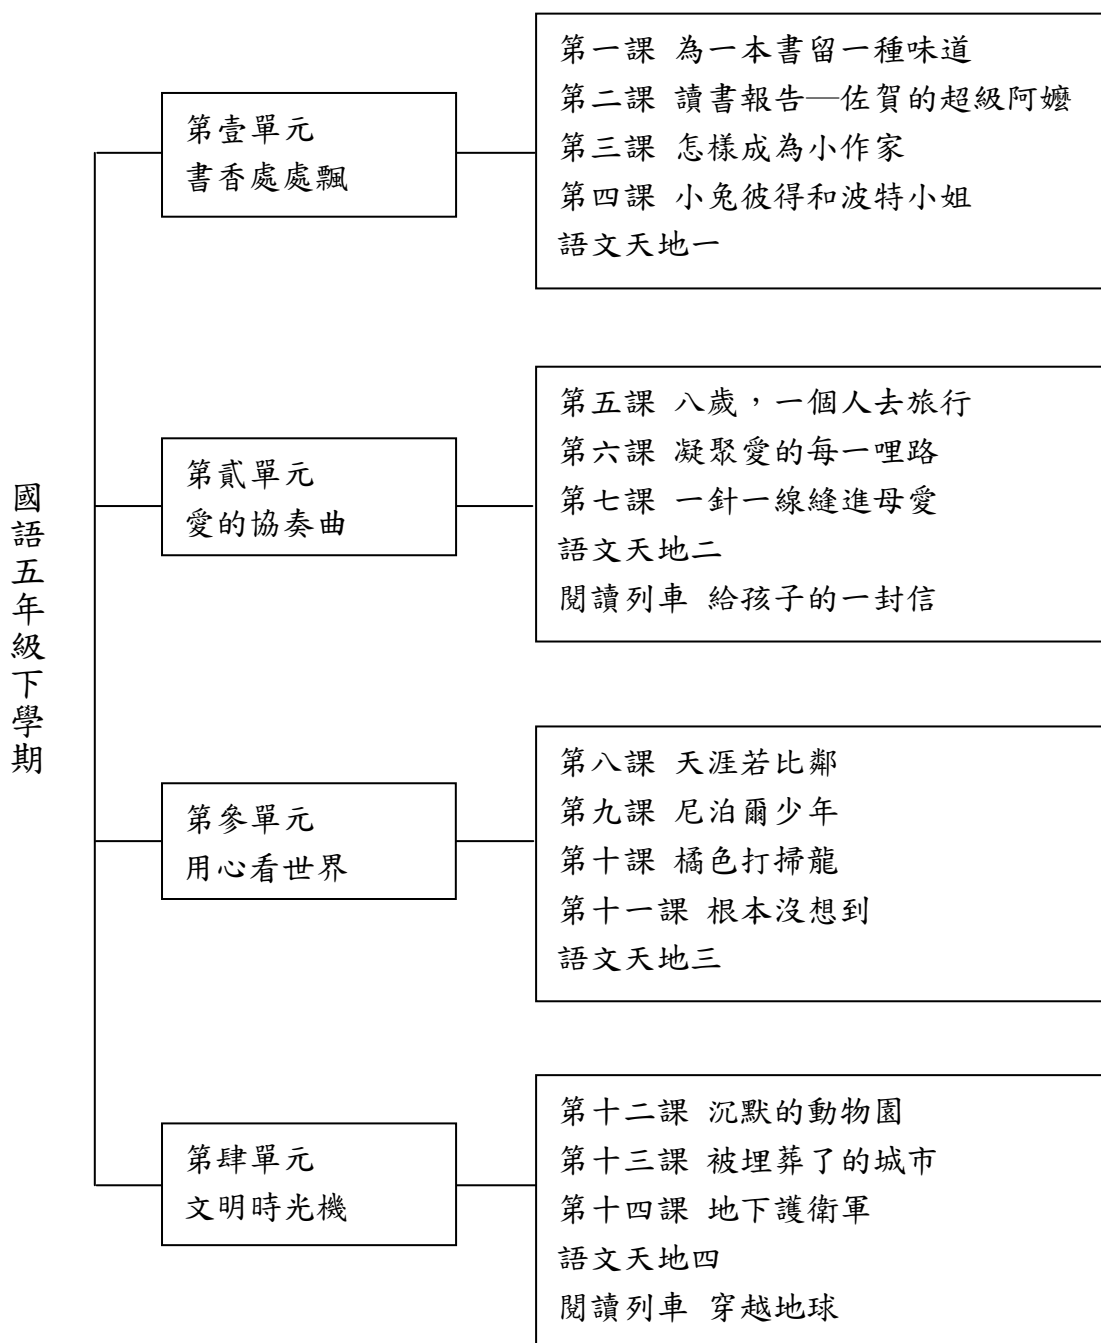 國語五年級下學期
第壹單元
書香處處飄
第一課 為一本書留一種味道
第二課 讀書報告—佐賀的超級阿嬤
第三課 怎樣成為小作家
第四課 小兔彼得和波特小姐
語文天地一
第貳單元
愛的協奏曲
第五課 八歲，一個人去旅行
第六課 凝聚愛的每一哩路
第七課 一針一線縫進母愛
語文天地二
閱讀列車 給孩子的一封信
第參單元
用心看世界
第八課 天涯若比鄰
第九課 尼泊爾少年
第十課 橘色打掃龍
第十一課 根本沒想到
語文天地三
第肆單元
文明時光機
第十二課 沉默的動物園
第十三課 被埋葬了的城市
第十四課 地下護衛軍
語文天地四
閱讀列車 穿越地球